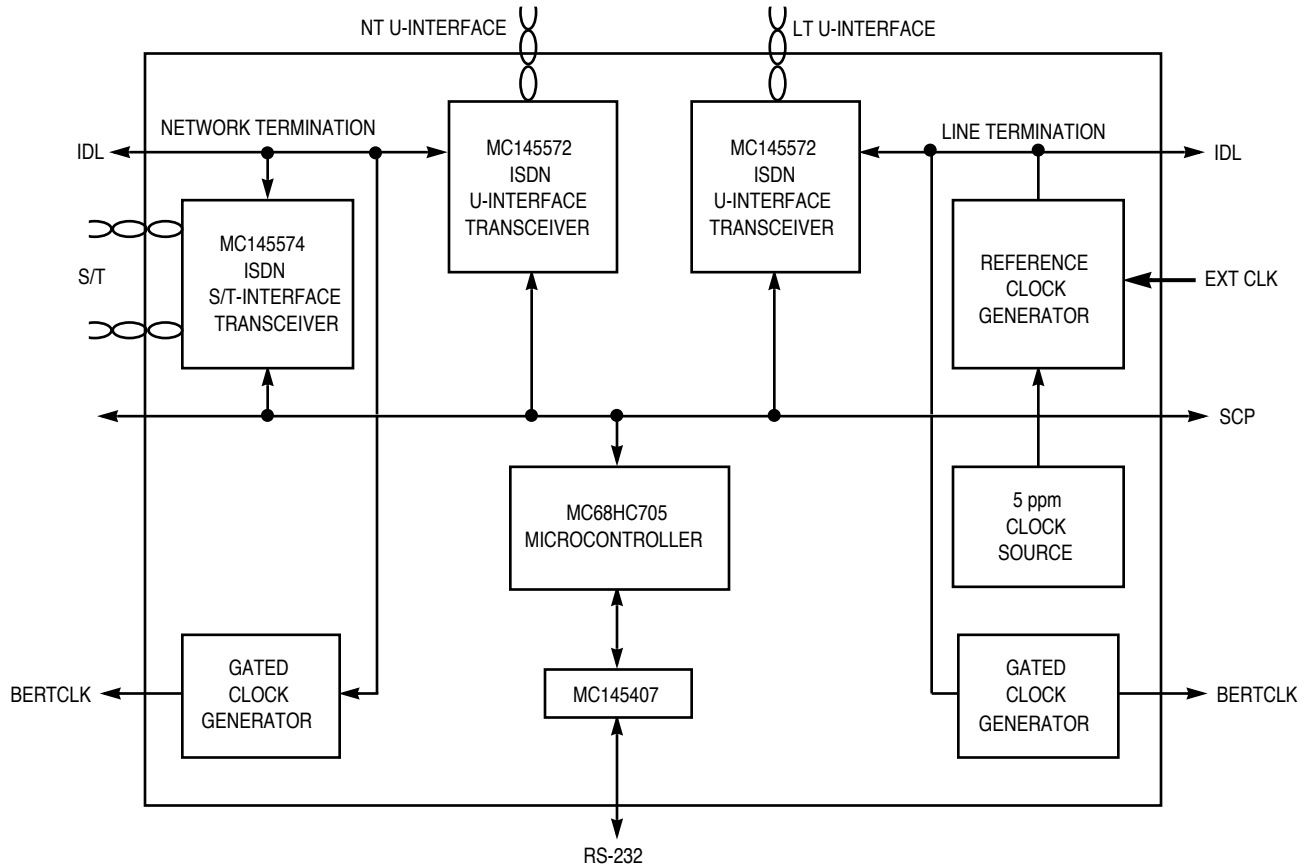 NT U-INTERFACE
LT U-INTERFACE
NETWORK TERMINATION
LINE TERMINATION
IDL
IDL
MC145572
ISDN
U-INTERFACE
TRANSCEIVER
MC145572
ISDN
U-INTERFACE
TRANSCEIVER
S/T
MC145574
ISDN
S/T-INTERFACE
TRANSCEIVER
REFERENCE
CLOCK
GENERATOR
EXT CLK
SCP
MC68HC705
MICROCONTROLLER
5 ppm
CLOCK
SOURCE
BERTCLK
GATED
CLOCK
GENERATOR
MC145407
GATED
CLOCK
GENERATOR
BERTCLK
RS-232